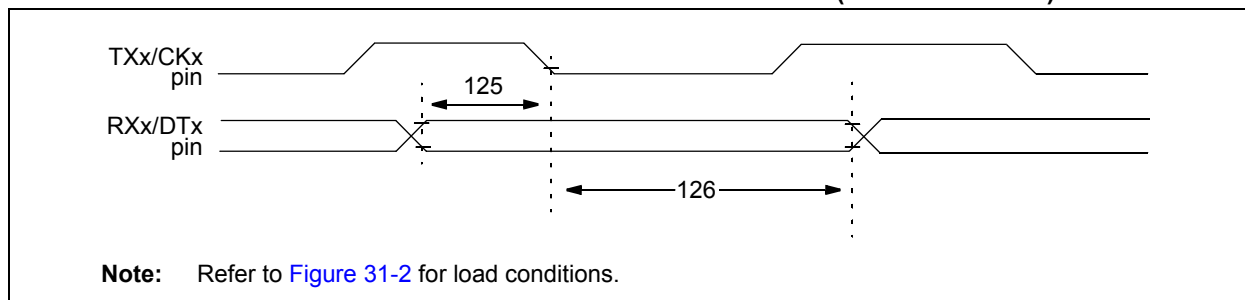 TXx/CKx
pin
125
RXx/DTx
pin
126
Note: Refer to Figure 31-2 for load conditions.